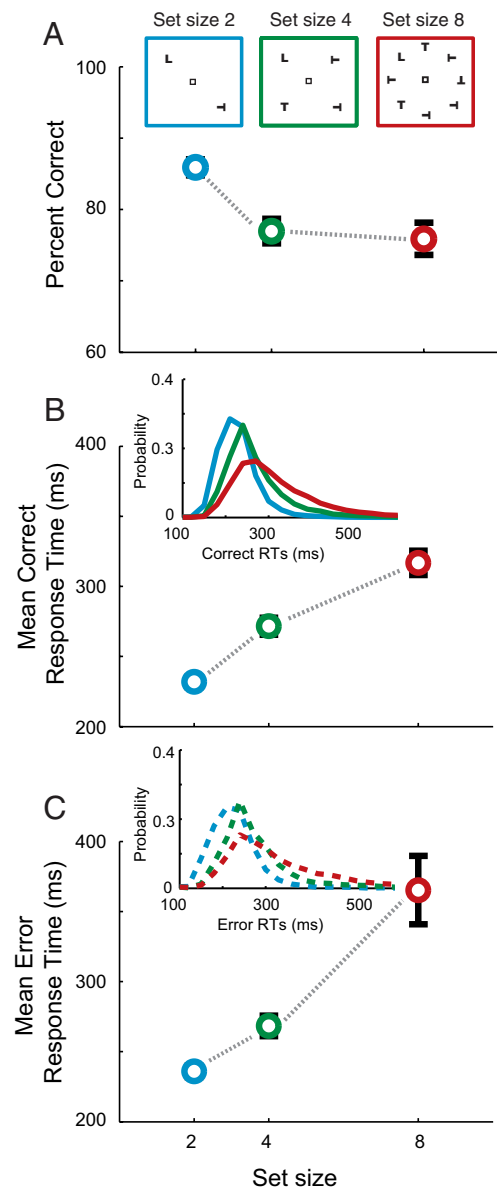 A
Set size 2
Set size 4
Set size 8
L
T
L
T
T
T
T
L
T
T
T
T
T
T
100
80
60
Percent Correct
B
0.4
0.3
0
Probability
100
300
500
Correct RTs (ms)
400
300
200
Mean Correct
Response Time (ms)
C
0.4
0.3
0
Probability
100
300
500
Error RTs (ms)
400
300
200
Mean Error
Response Time (ms)
2
4
8
Set size